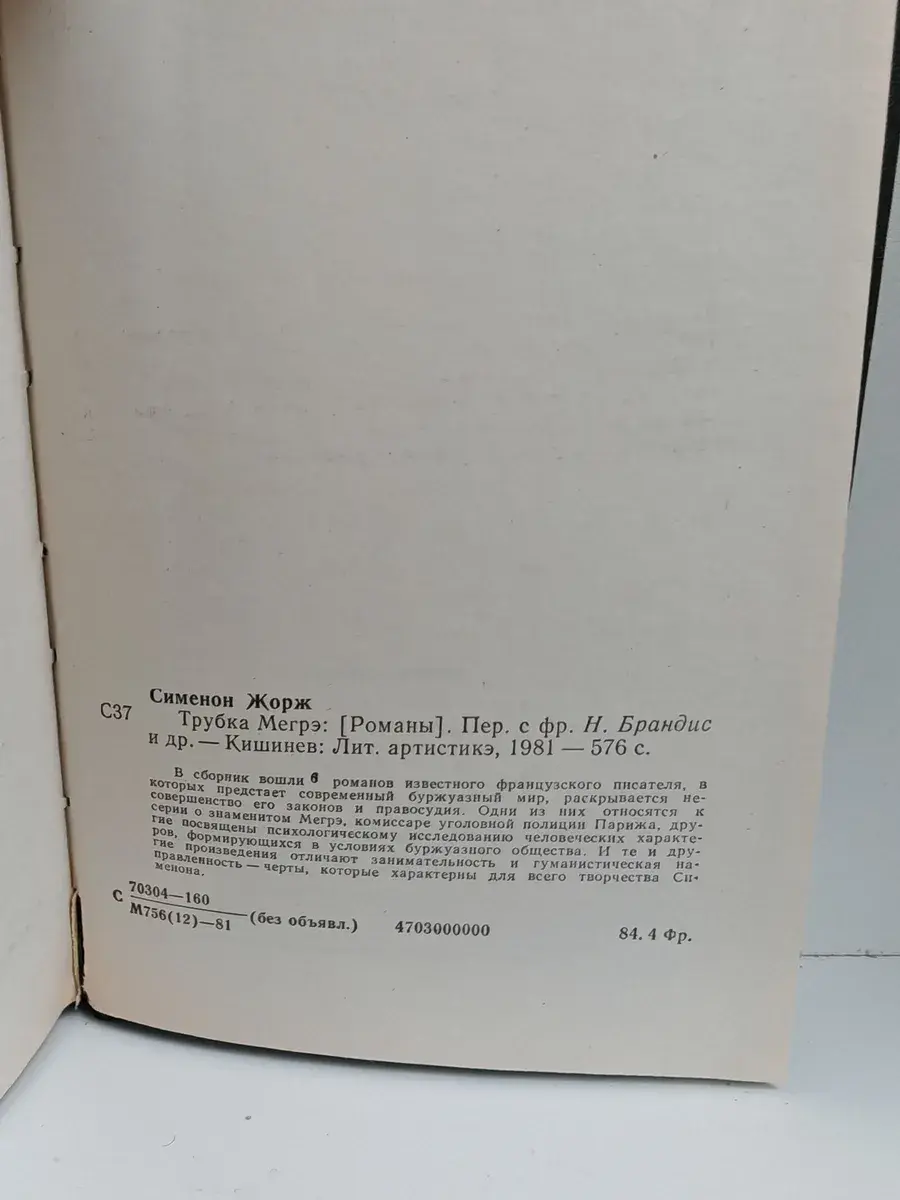 Сименон Жорж
С37
Трубка Мегрэ: [Романы]. Пер. с фр. Н. Брандис
и др. — Кишинев: Лит. артистикэ, 1981 — 576 с.
В сборник вошли 6 романов известного французского писателя, в
которых предстает современный буржуазный мир, раскрывается не-
совершенство его законов и правосудия. Одни из них относятся к
серии о знаменитом Мегрэ, комиссаре уголовной полиции Парижа, дру-
гие посвящены психологическому исследованию человеческих характе-
ров, формирующихся в условиях буржуазного общества. И те и дру-
гие произведения отличают занимательность и гуманистическая на-
правленность — черты, которые характерны для всего творчества Си-
менона.
С 70304—160
М756(12)—81 (без объявл.) 4703000000 84.4 Фр.